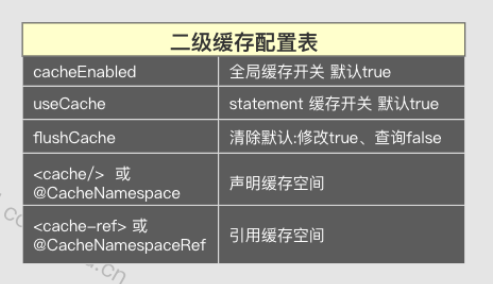 二级缓存配置表
cacheEnabled 全局缓存开关 默认true
useCache statement 缓存开关 默认true
flushCache 清除默认:修改true、查询false
<cache/> 或
@CacheNamespace 声明缓存空间
<cache-ref> 或
@CacheNamespaceRef 引用缓存空间